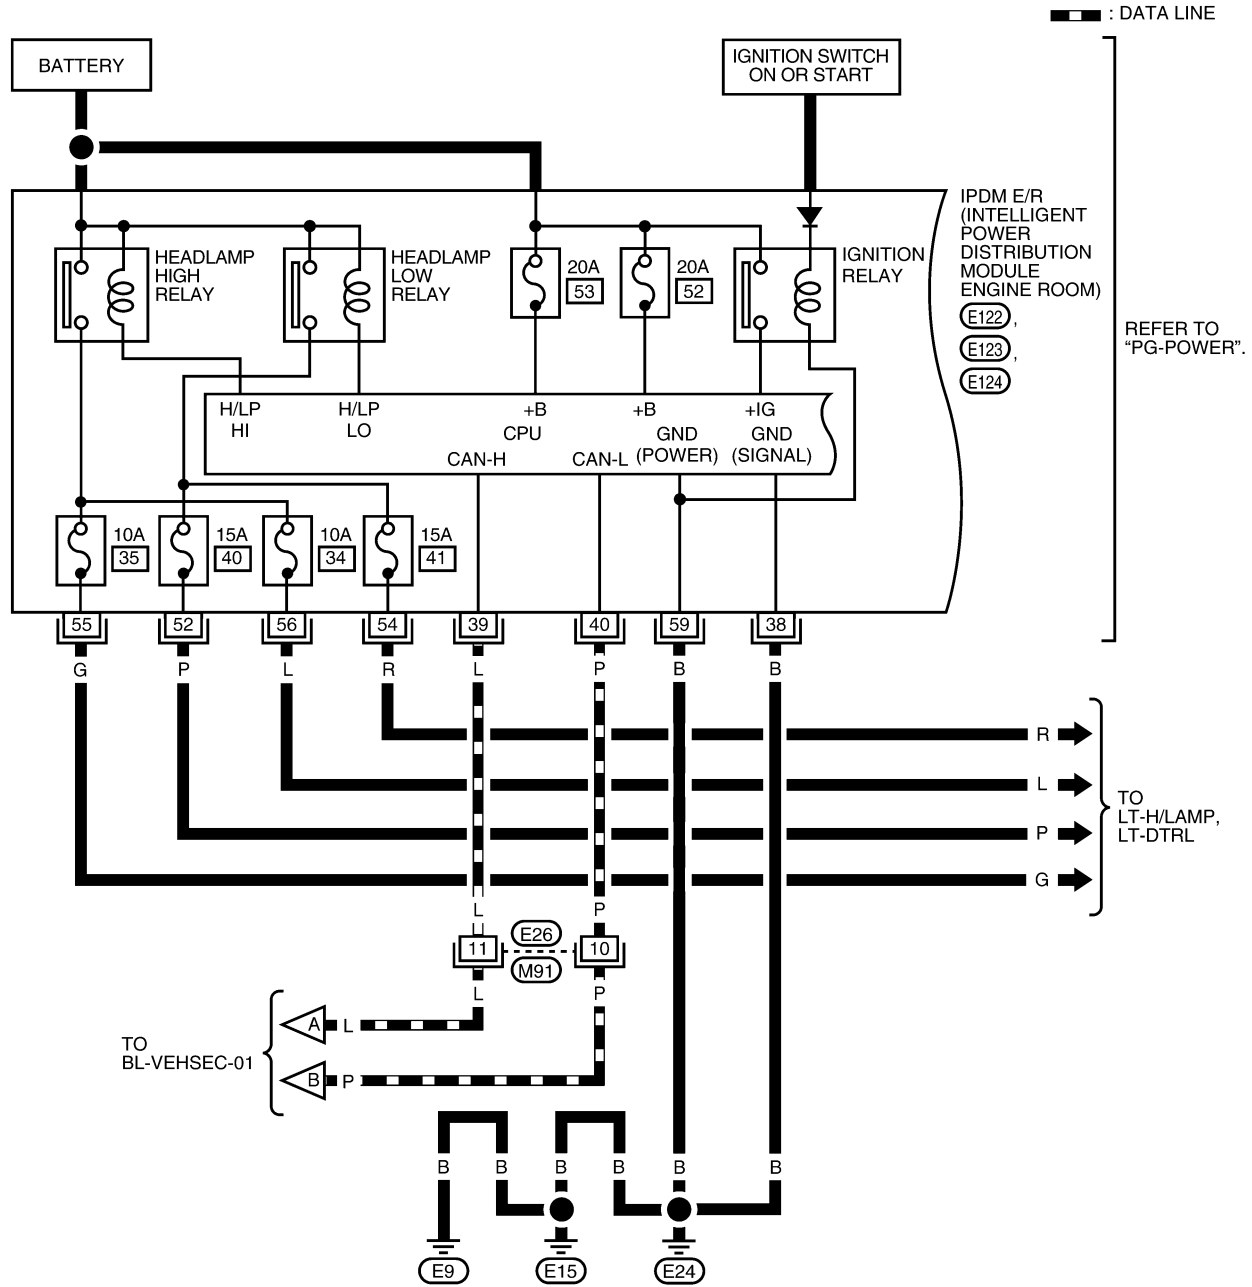 : DATA LINE
BATTERY
IGNITION SWITCH
ON OR START
IPDM E/R
(INTELLIGENT
POWER
DISTRIBUTION
MODULE
ENGINE ROOM)
E122 ,
E123 ,
E124
REFER TO
“PG-POWER”.
HEADLAMP
HIGH
RELAY
HEADLAMP
LOW
RELAY
20A
53
20A
52
IGNITION
RELAY
H/LP
HI
H/LP
LO
+B
+B
+IG
CPU
GND
(POWER)
GND
(SIGNAL)
CAN-H
CAN-L
10A
35
15A
40
10A
34
15A
41
55
52
56
54
39
40
59
38
G
P
L
R
L
P
B
B
R
L
P
G
TO
LT-H/LAMP,
LT-DTRL
L
P
11
E26
M91
10
L
P
TO
BL-VEHSEC-01
A
L
B
P
B
B
B
B
B
B
E9
E15
E24